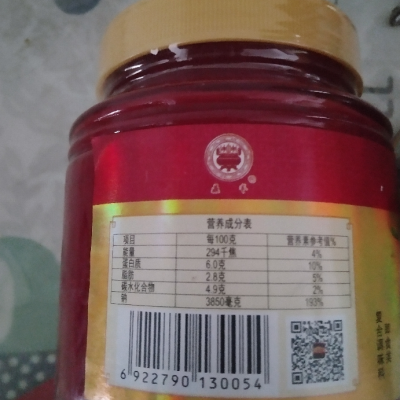 营养成分表
项目 每100克 营养素参考值%
能量 294千焦 4%
蛋白质 6.0克 10%
脂肪 2.8克 5%
碳水化合物 4.9克 2%
钠 3850毫克 193%
6 922790 130054